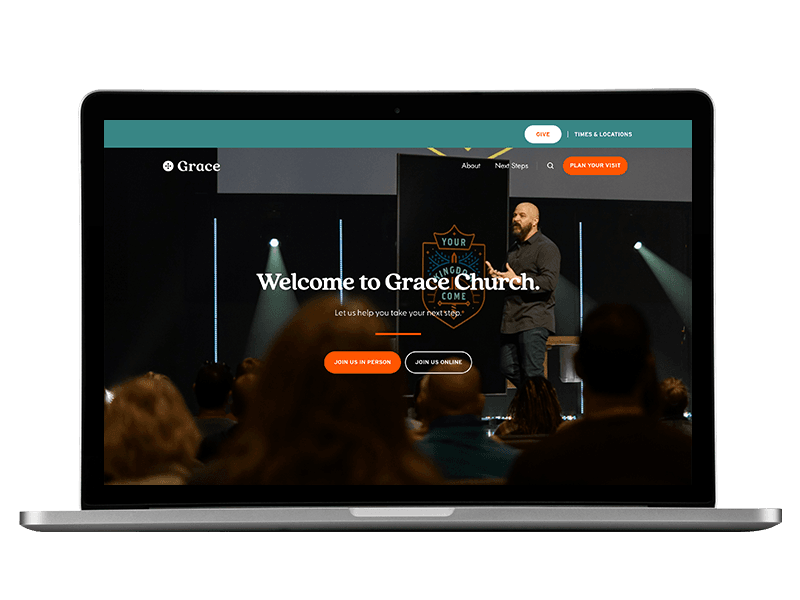 GIVE | TIMES & LOCATIONS
Grace
About Next Steps PLAN YOUR VISIT
YOUR
KINGDOM
COME
Welcome to Grace Church.
Let us help you take your next step.
JOIN US IN PERSON
JOIN US ONLINE